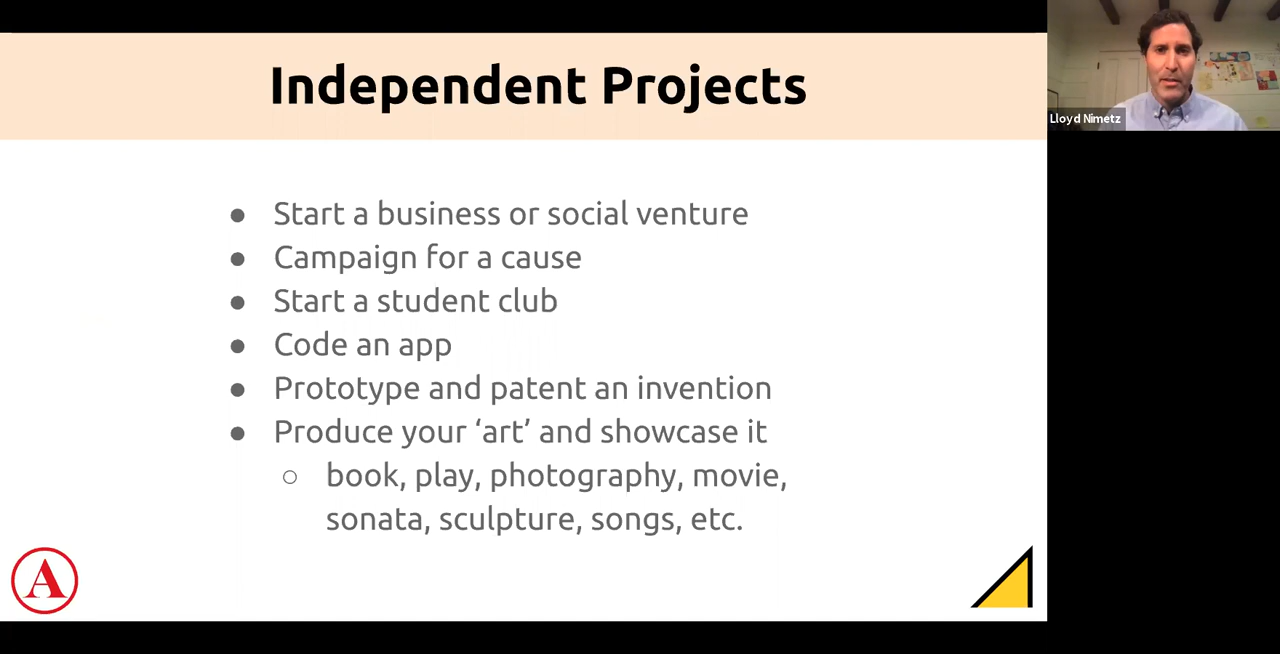 Independent Projects
Lloyd Nimetz
● Start a business or social venture
● Campaign for a cause
● Start a student club
● Code an app
● Prototype and patent an invention
● Produce your ‘art’ and showcase it
○ book, play, photography, movie,
sonata, sculpture, songs, etc.
A